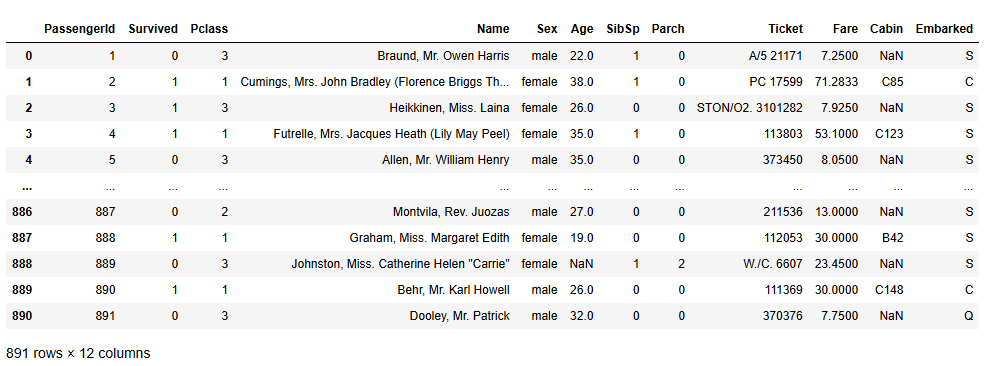 PassengerId Survived Pclass Name Sex Age SibSp Parch Ticket Fare Cabin Embarked
0 1 0 3 Braund, Mr. Owen Harris male 22.0 1 0 A/5 21171 7.2500 NaN S
1 2 1 1 Cumings, Mrs. John Bradley (Florence Briggs Th... female 38.0 1 0 PC 17599 71.2833 C85 C
2 3 1 3 Heikkinen, Miss. Laina female 26.0 0 0 STON/O2. 3101282 7.9250 NaN S
3 4 1 1 Futrelle, Mrs. Jacques Heath (Lily May Peel) female 35.0 1 0 113803 53.1000 C123 S
4 5 0 3 Allen, Mr. William Henry male 35.0 0 0 373450 8.0500 NaN S
... ... ... ... ... ... ... ... ... ... ... ... ...
886 887 0 2 Montvila, Rev. Juozas male 27.0 0 0 211536 13.0000 NaN S
887 888 1 1 Graham, Miss. Margaret Edith female 19.0 0 0 112053 30.0000 B42 S
888 889 0 3 Johnston, Miss. Catherine Helen "Carrie" female NaN 1 2 W./C. 6607 23.4500 NaN S
889 890 1 1 Behr, Mr. Karl Howell male 26.0 0 0 111369 30.0000 C148 C
890 891 0 3 Dooley, Mr. Patrick male 32.0 0 0 370376 7.7500 NaN Q
891 rows × 12 columns